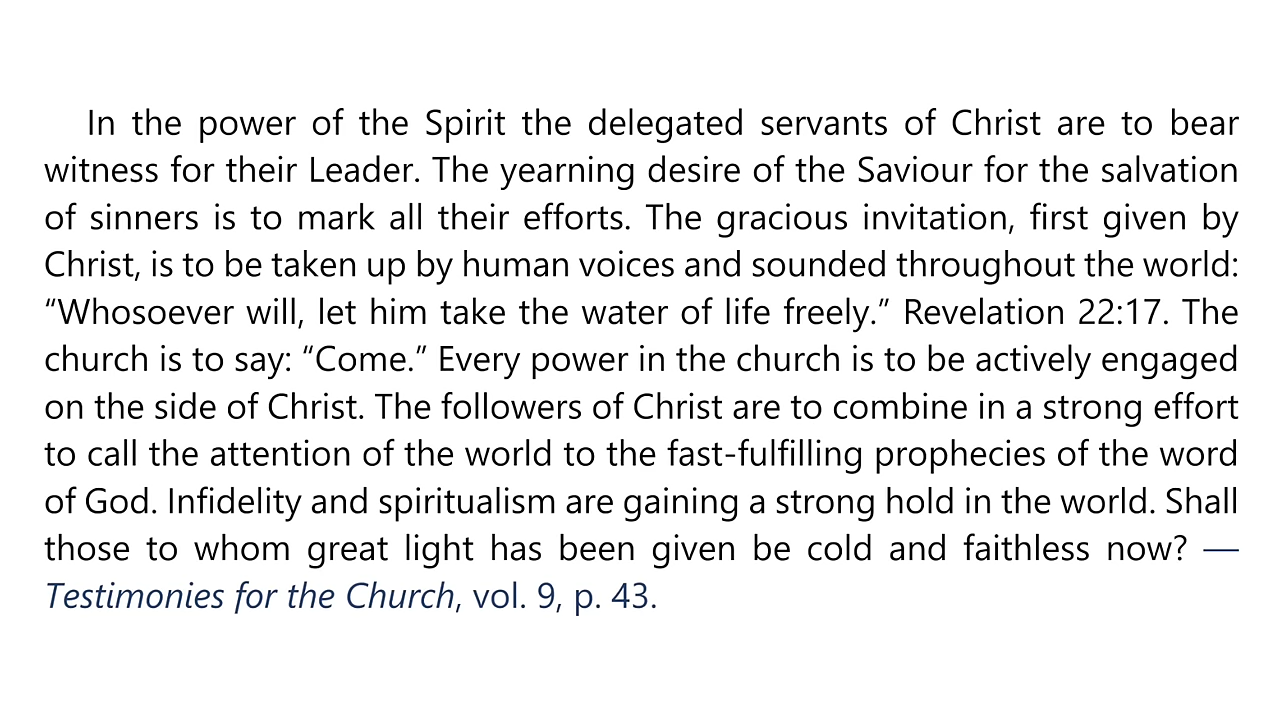 In the power of the Spirit the delegated servants of Christ are to bear
witness for their Leader. The yearning desire of the Saviour for the salvation
of sinners is to mark all their efforts. The gracious invitation, first given by
Christ, is to be taken up by human voices and sounded throughout the world:
“Whosoever will, let him take the water of life freely.” Revelation 22:17. The
church is to say: “Come.” Every power in the church is to be actively engaged
on the side of Christ. The followers of Christ are to combine in a strong effort
to call the attention of the world to the fast-fulfilling prophecies of the word
of God. Infidelity and spiritualism are gaining a strong hold in the world. Shall
those to whom great light has been given be cold and faithless now? —
Testimonies for the Church, vol. 9, p. 43.